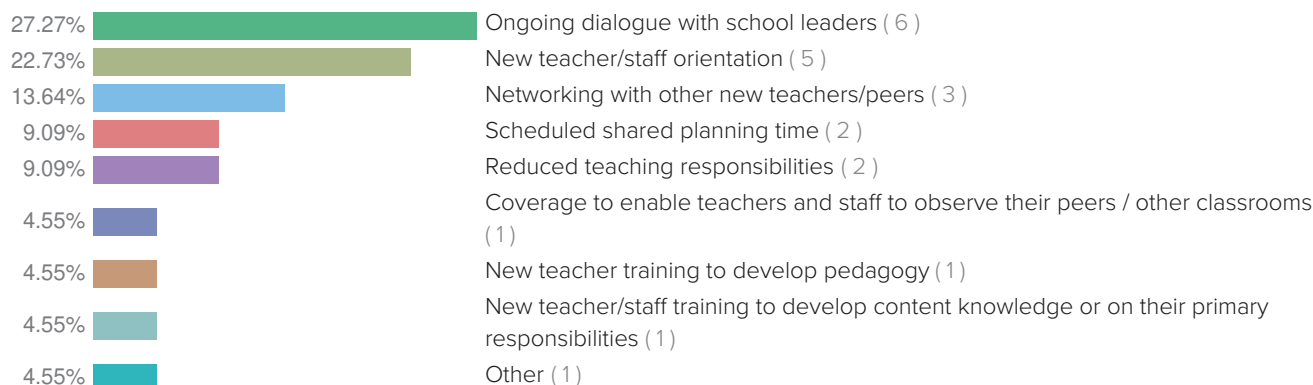 27.27% Ongoing dialogue with school leaders ( 6 )
22.73% New teacher/staff orientation ( 5 )
13.64% Networking with other new teachers/peers ( 3 )
9.09% Scheduled shared planning time ( 2 )
9.09% Reduced teaching responsibilities ( 2 )
Coverage to enable teachers and staff to observe their peers / other classrooms
4.55% ( 1 )
4.55% New teacher training to develop pedagogy ( 1 )
New teacher/staff training to develop content knowledge or on their primary
4.55% responsibilities ( 1 )
4.55% Other ( 1 )